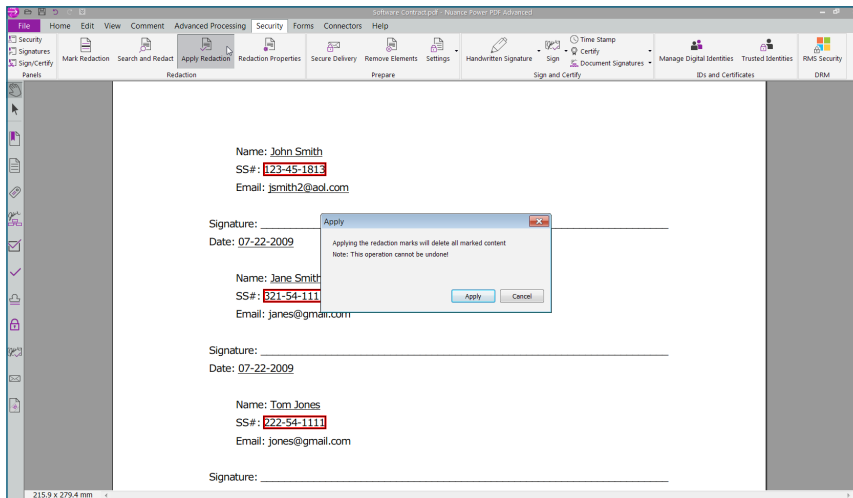 Software Contract.pdf - Nuance Power PDF Advanced
File Home Edit View Comment Advanced Processing Security Forms Connectors Help
Security
Signatures
Sign/Certify
Panels
Mark Redaction Search and Redact Apply Redaction Redaction Properties
Redaction
Secure Delivery Remove Elements Settings
Prepare
Handwritten Signature Sign
Time Stamp
Certify
Document Signatures
Sign and Certify
Manage Digital Identities Trusted Identities
IDs and Certificates
RMS Security
DRM
Name: John Smith
SS#: 123-45-1813
Email: jsmith2@aol.com
Signature:
Date: 07-22-2009
Apply
Applying the redaction marks will delete all marked content
Note: This operation cannot be undone!
Apply Cancel
Name: Jane Smith
SS#: 321-54-111
Email: janes@gmail.com
Signature:
Date: 07-22-2009
Name: Tom Jones
SS#: 222-54-1111
Email: jones@gmail.com
Signature:
215.9 x 279.4 mm